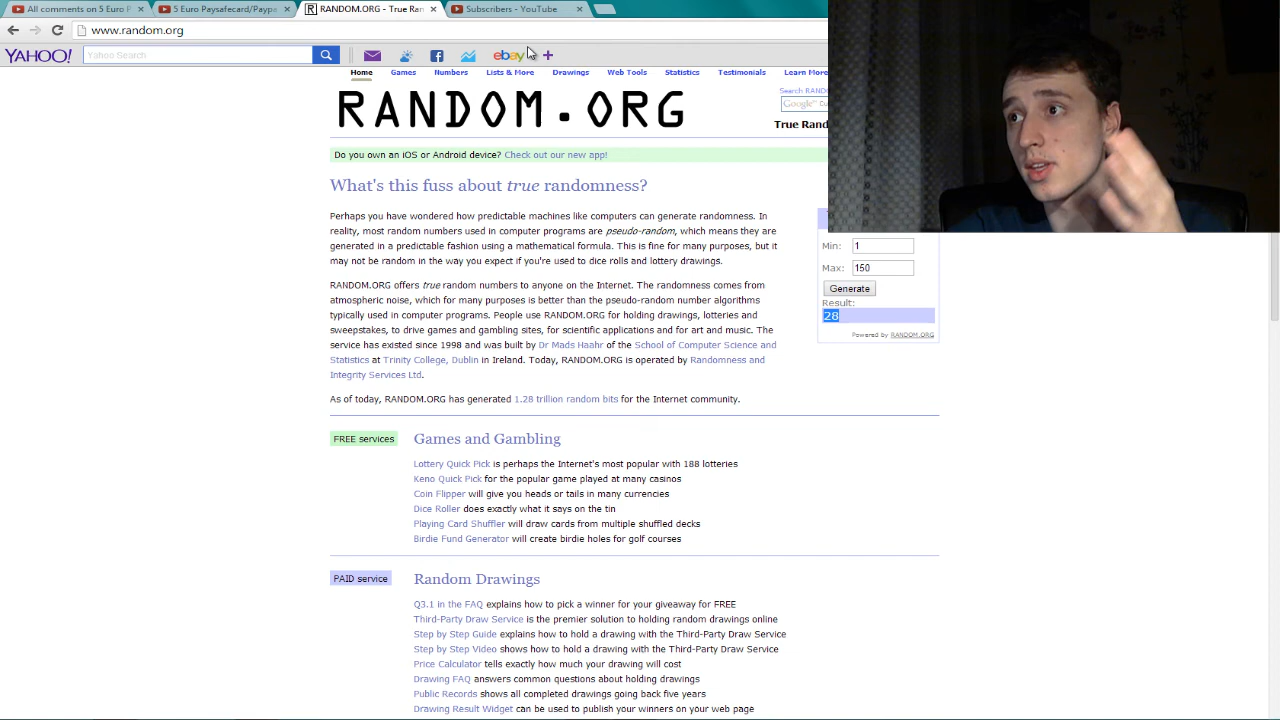 All comments on 5 Euro F
5 Euro Paysafecard/Paype
RANDOM.ORG - True Ran
Subscribers - YouTube
www.random.org
YAHOO!
Yahoo Search
ebay
Home Games Numbers Lists & More Drawings Web Tools Statistics Testimonials Learn More
Search RAND
Google™ Cu
RANDOM.ORG
True Rand
Do you own an iOS or Android device? Check out our new app!
What's this fuss about true randomness?
Perhaps you have wondered how predictable machines like computers can generate randomness. In
reality, most random numbers used in computer programs are pseudo-random, which means they are
generated in a predictable fashion using a mathematical formula. This is fine for many purposes, but it
may not be random in the way you expect if you're used to dice rolls and lottery drawings.
RANDOM.ORG offers true random numbers to anyone on the Internet. The randomness comes from
atmospheric noise, which for many purposes is better than the pseudo-random number algorithms
typically used in computer programs. People use RANDOM.ORG for holding drawings, lotteries and
sweepstakes, to drive games and gambling sites, for scientific applications and for art and music. The
service has existed since 1998 and was built by Dr Mads Haahr of the School of Computer Science and
Statistics at Trinity College, Dublin in Ireland. Today, RANDOM.ORG is operated by Randomness and
Integrity Services Ltd.
As of today, RANDOM.ORG has generated 1.28 trillion random bits for the Internet community.
Min: 1
Max: 150
Generate
Result:
28
Powered by RANDOM.ORG
FREE services
Games and Gambling
Lottery Quick Pick is perhaps the Internet's most popular with 188 lotteries
Keno Quick Pick for the popular game played at many casinos
Coin Flipper will give you heads or tails in many currencies
Dice Roller does exactly what it says on the tin
Playing Card Shuffler will draw cards from multiple shuffled decks
Birdie Fund Generator will create birdie holes for golf courses
PAID service
Random Drawings
Q3.1 in the FAQ explains how to pick a winner for your giveaway for FREE
Third-Party Draw Service is the premier solution to holding random drawings online
Step by Step Guide explains how to hold a drawing with the Third-Party Draw Service
Step by Step Video shows how to hold a drawing with the Third-Party Draw Service
Price Calculator tells exactly how much your drawing will cost
Drawing FAQ answers common questions about holding drawings
Public Records shows all completed drawings going back five years
Drawing Result Widget can be used to publish your winners on your web page